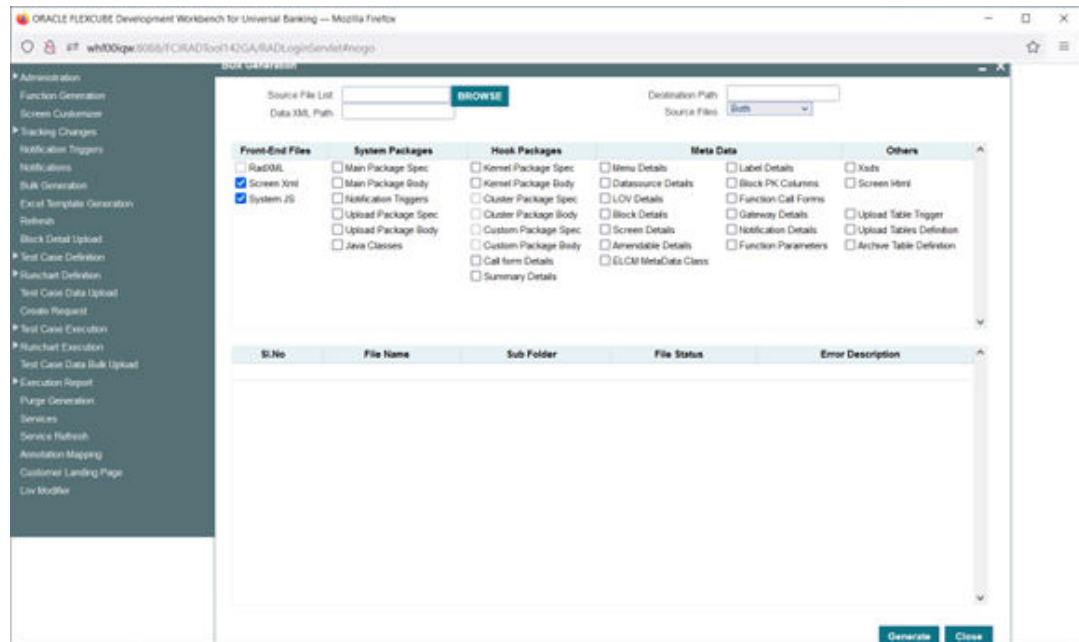 ORACLE FLEXCUBE Development Workbench for Universal Banking — Mozilla Firefox
whf00iqw:8088/FCJRADTool142GA/RADLoginServlet#nogo
Bulk Generation
Administration
Function Generation
Screen Customizer
Tracking Changes
Notification Triggers
Notifications
Bulk Generation
Excel Template Generation
Refresh
Block Detail Upload
Test Case Definition
Runchart Definition
Test Case Data Upload
Create Request
Test Case Execution
Runchart Execution
Test Case Data Bulk Upload
Execution Report
Purge Generation
Services
Service Refresh
Annotation Mapping
Customer Landing Page
Lov Modifier
Source File List BROWSE Destination Path
Data XML Path Source Files Both
Front-End Files System Packages Hook Packages Meta Data Others
RadXML Main Package Spec Kernel Package Spec Menu Details Label Details Xsds
Screen Xml Main Package Body Kernel Package Body Datasource Details Block PK Columns Screen Html
System JS Notification Triggers Cluster Package Spec LOV Details Function Call Forms
Upload Package Spec Cluster Package Body Block Details Gateway Details Upload Table Trigger
Upload Package Body Custom Package Spec Screen Details Notification Details Upload Tables Definition
Java Classes Custom Package Body Amendable Details Function Parameters Archive Table Definition
Call form Details ELCM MetaData Class
Summary Details
Sl.No File Name Sub Folder File Status Error Description
Generate Close